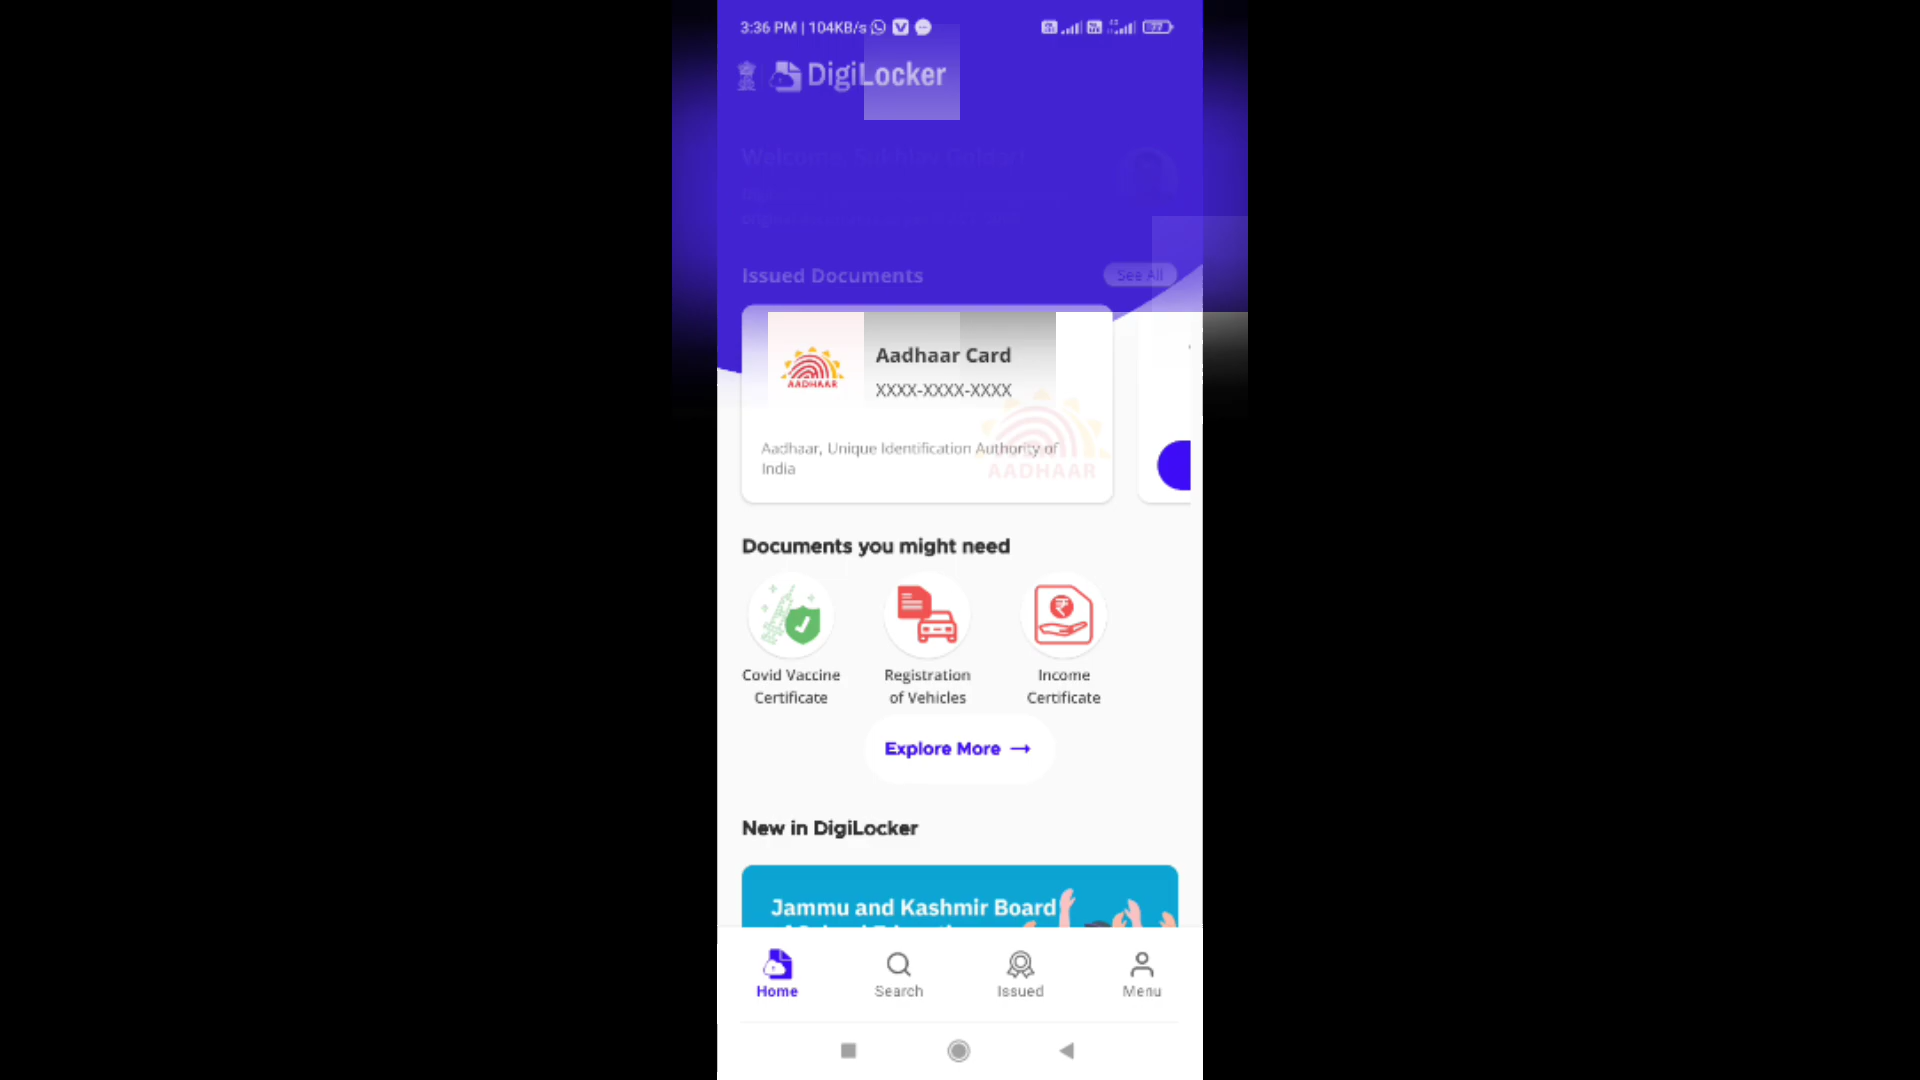 3:36 PM | 104KB/s
77
DigiLocker
Welcome,
Issued Documents
See All
Aadhaar Card
XXXX-XXXX-XXXX
AADHAAR
Aadhaar, Unique Identification Authority of
India
AADHAAR
Documents you might need
Covid Vaccine
Certificate
Registration
of Vehicles
Income
Certificate
Explore More →
New in DigiLocker
Jammu and Kashmir Board
Home
Search
Issued
Menu